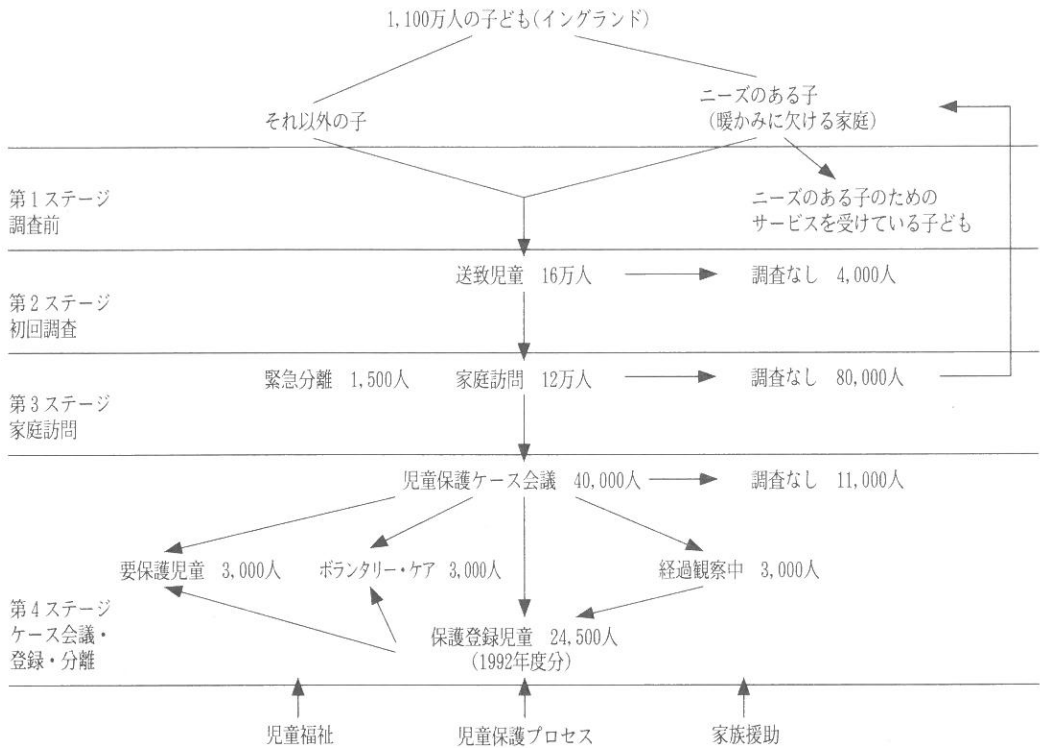 1,100万人の子ども(イングランド)
それ以外の子
ニーズのある子
(暖かみに欠ける家庭)
第1ステージ
調査前
ニーズのある子のための
サービスを受けている子ども
送致児童 16万人
調査なし 4,000人
第2ステージ
初回調査
緊急分離 1,500人
家庭訪問 12万人
調査なし 80,000人
第3ステージ
家庭訪問
児童保護ケース会議 40,000人
調査なし 11,000人
要保護児童 3,000人
ボランタリー・ケア 3,000人
経過観察中 3,000人
第4ステージ
ケース会議・
登録・分離
保護登録児童 24,500人
(1992年度分)
児童福祉
児童保護プロセス
家族援助